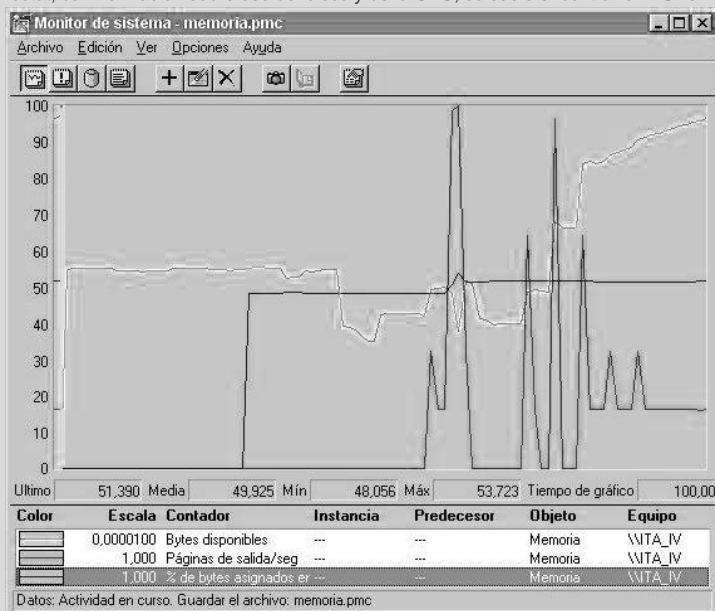 Monitor de sistema - memoria.pmc
Archivo Edición Ver Opciones Ayuda
100
90
80
70
60
50
40
30
20
10
0
Ultimo 51,390 Media 49,925 Mín 48,056 Máx 53,723 Tiempo de gráfico 100,00
Color Escala Contador Instancia Predecesor Objeto Equipo
0,0000100 Bytes disponibles --- --- Memoria \\ITA_IV
1,000 Páginas de salida/seg --- --- Memoria \\ITA_IV
1,000 % de bytes asignados er --- --- Memoria \\ITA_IV
Datos: Actividad en curso. Guardar el archivo: memoria.pmc